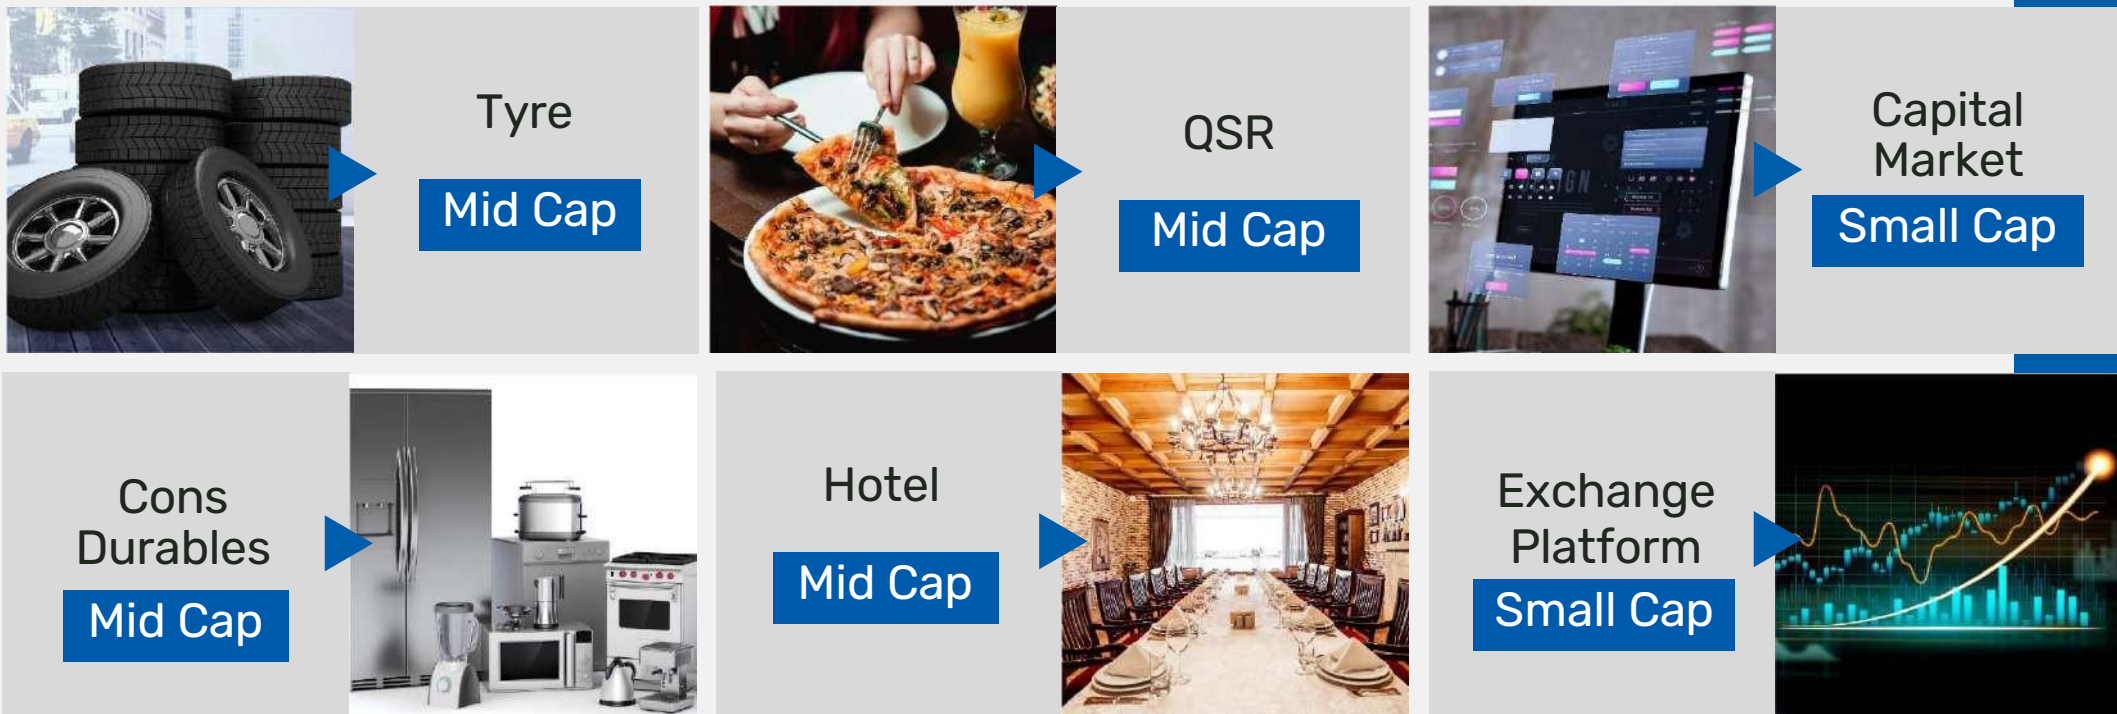 Tyre
Mid Cap
QSR
Mid Cap
Capital
Market
Small Cap
Cons
Durables
Mid Cap
Hotel
Mid Cap
Exchange
Platform
Small Cap